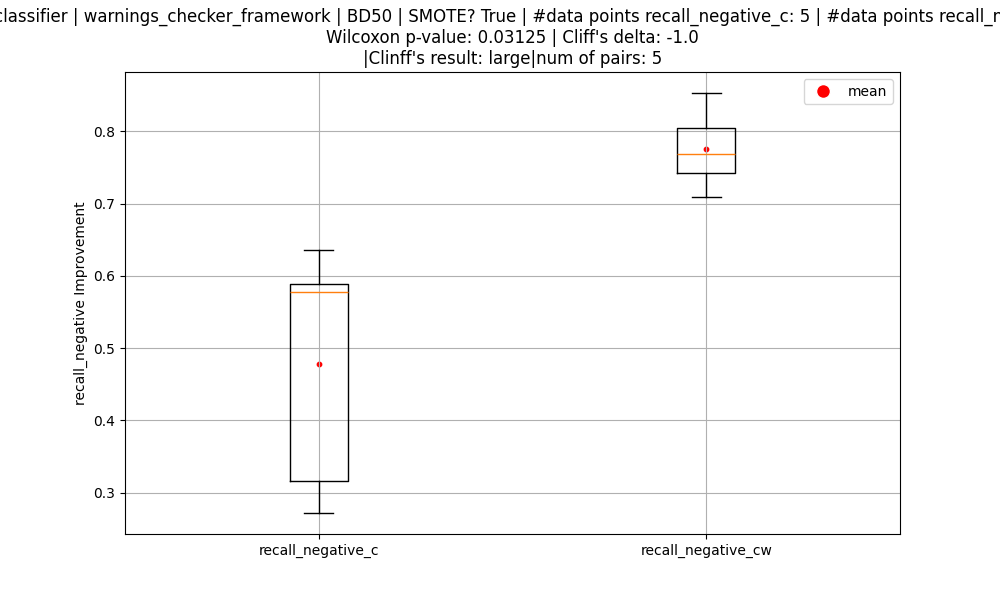 classifier | warnings_checker_framework | BD50 | SMOTE? True | #data points recall_negative_c: 5 | #data points
Wilcoxon p-value: 0.03125 | Cliff's delta: -1.0
|Clinff's result: large|num of pairs: 5
mean
0.8
0.7
0.6
0.5
0.4
0.3
recall_negative Improvement
recall_negative_c
recall_negative_cw